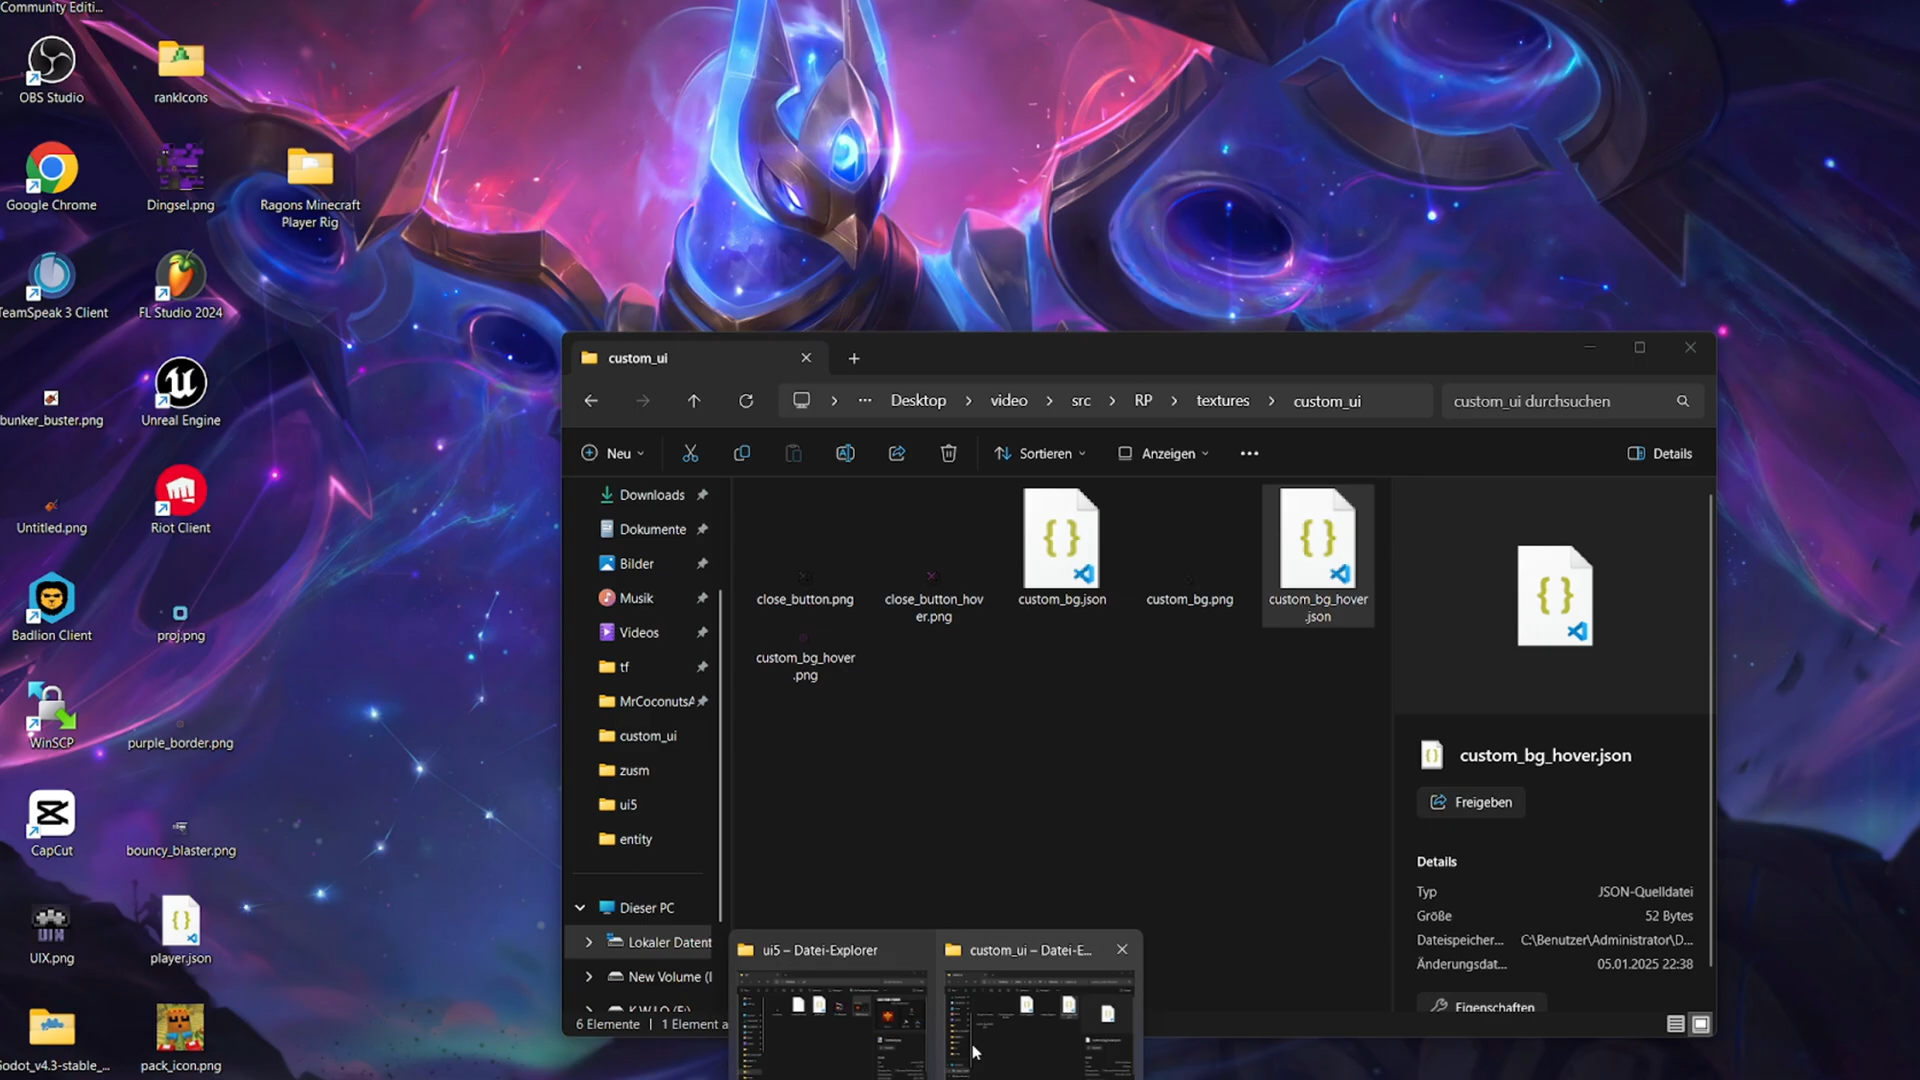 Community Editi...
OBS Studio
rankIcons
Google Chrome
Dingsel.png
Ragons Minecraft
Player Rig
TeamSpeak 3 Client
FL Studio 2024
bunker_buster.png
Unreal Engine
Untitled.png
Riot Client
Badlion Client
proj.png
WinSCP
purple_border.png
CapCut
bouncy_blaster.png
UIX.png
player.json
odot_v4.3-stable_...
pack_icon.png
custom_ui
Desktop
video
src
RP
textures
custom_ui
custom_ui durchsuchen
Neu
Sortieren
Anzeigen
Details
Downloads
Dokumente
Bilder
Musik
Videos
tf
MrCoconutsA
custom_ui
zusm
ui5
entity
Dieser PC
Lokaler Datent
New Volume (I
6 Elemente
1 Element a
close_button.png
close_button_hov
er.png
custom_bg.json
custom_bg.png
custom_bg_hover
.json
custom_bg_hover
.png
custom_bg_hover.json
Freigeben
Details
Typ
JSON-Quelldatei
Größe
52 Bytes
Dateispeicher...
C:\Benutzer\Administrator\D...
Änderungsdat...
05.01.2025 22:38
Eigenschaften
ui5 – Datei-Explorer
custom_ui – Datei-E...